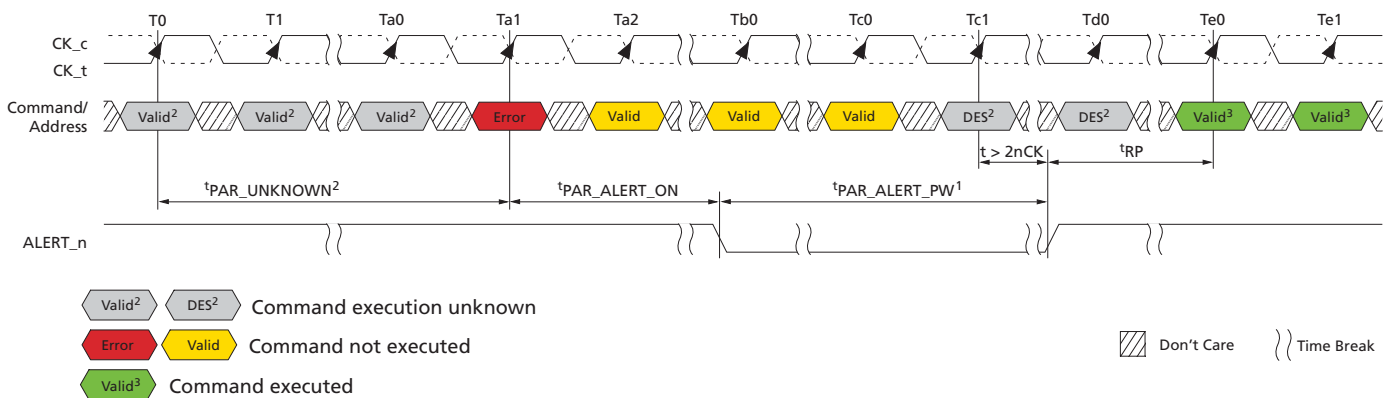 T0 T1 Ta0 Ta1 Ta2 Tb0 Tc0 Tc1 Td0 Te0 Te1
CK_c
CK_t
Command/
Address
Valid² Valid² Valid² Error Valid Valid Valid DES² DES² Valid³ Valid³
t > 2nCK ᵗRP
ᵗPAR_UNKNOWN² ᵗPAR_ALERT_ON ᵗPAR_ALERT_PW¹
ALERT_n
Valid² DES² Command execution unknown
Error Valid Command not executed
Don't Care Time Break
Valid³ Command executed